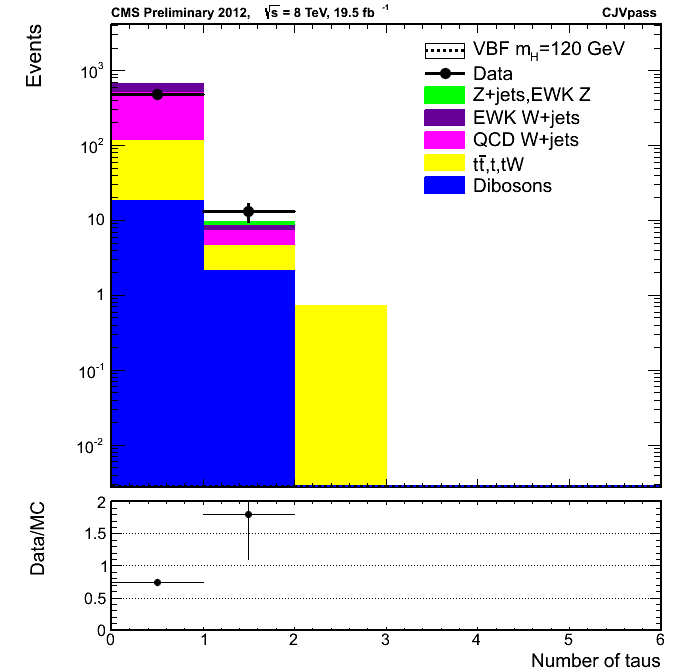 CMS Preliminary 2012, √s = 8 TeV, 19.5 fb⁻¹ CJVpass
Events
10³
10²
10
1
10⁻¹
10⁻²
VBF m_H=120 GeV
Data
Z+jets,EWK Z
EWK W+jets
QCD W+jets
tt̄,t,tW
Dibosons
Data/MC
2
1.5
1
0.5
0
0 1 2 3 4 5 6
Number of taus